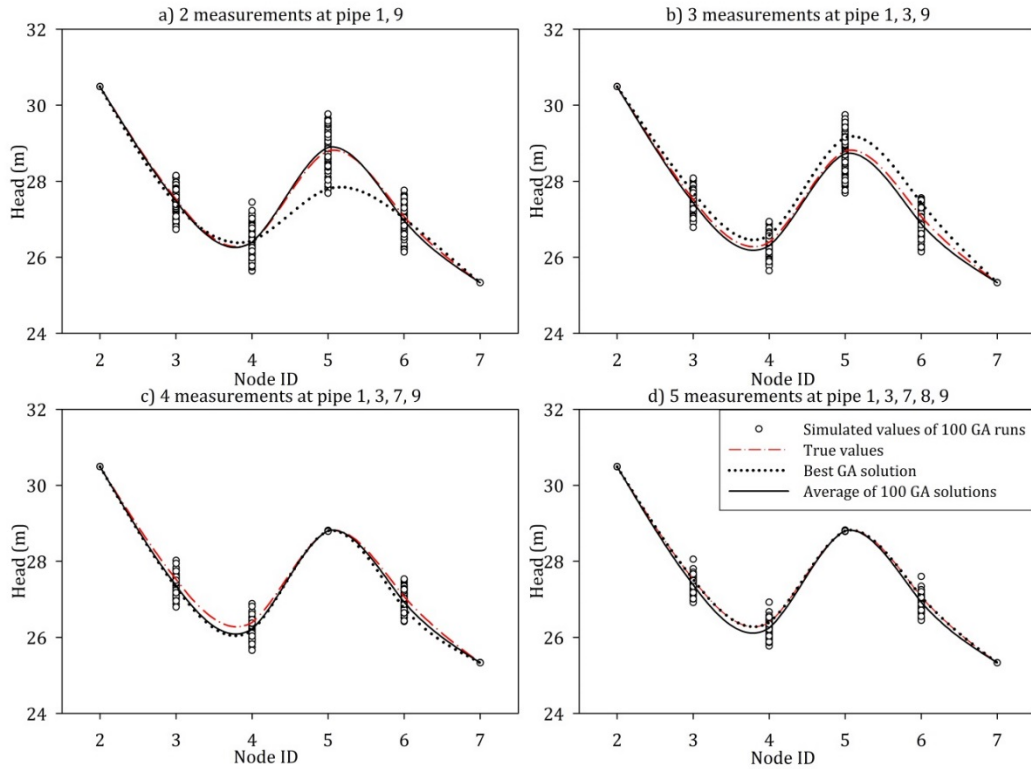 a) 2 measurements at pipe 1, 9
b) 3 measurements at pipe 1, 3, 9
32
30
28
26
24
Head (m)
2 3 4 5 6 7
Node ID
32
30
28
26
24
Head (m)
2 3 4 5 6 7
Node ID
c) 4 measurements at pipe 1, 3, 7, 9
d) 5 measurements at pipe 1, 3, 7, 8, 9
32
30
28
26
24
Head (m)
2 3 4 5 6 7
Node ID
32
30
28
26
24
Head (m)
Simulated values of 100 GA runs
True values
Best GA solution
Average of 100 GA solutions
2 3 4 5 6 7
Node ID